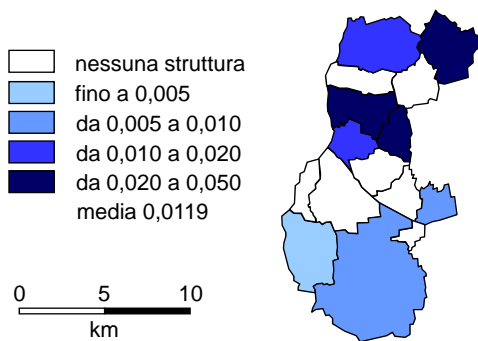 nessuna struttura
fino a 0,005
da 0,005 a 0,010
da 0,010 a 0,020
da 0,020 a 0,050
media 0,0119
0 5 10
km